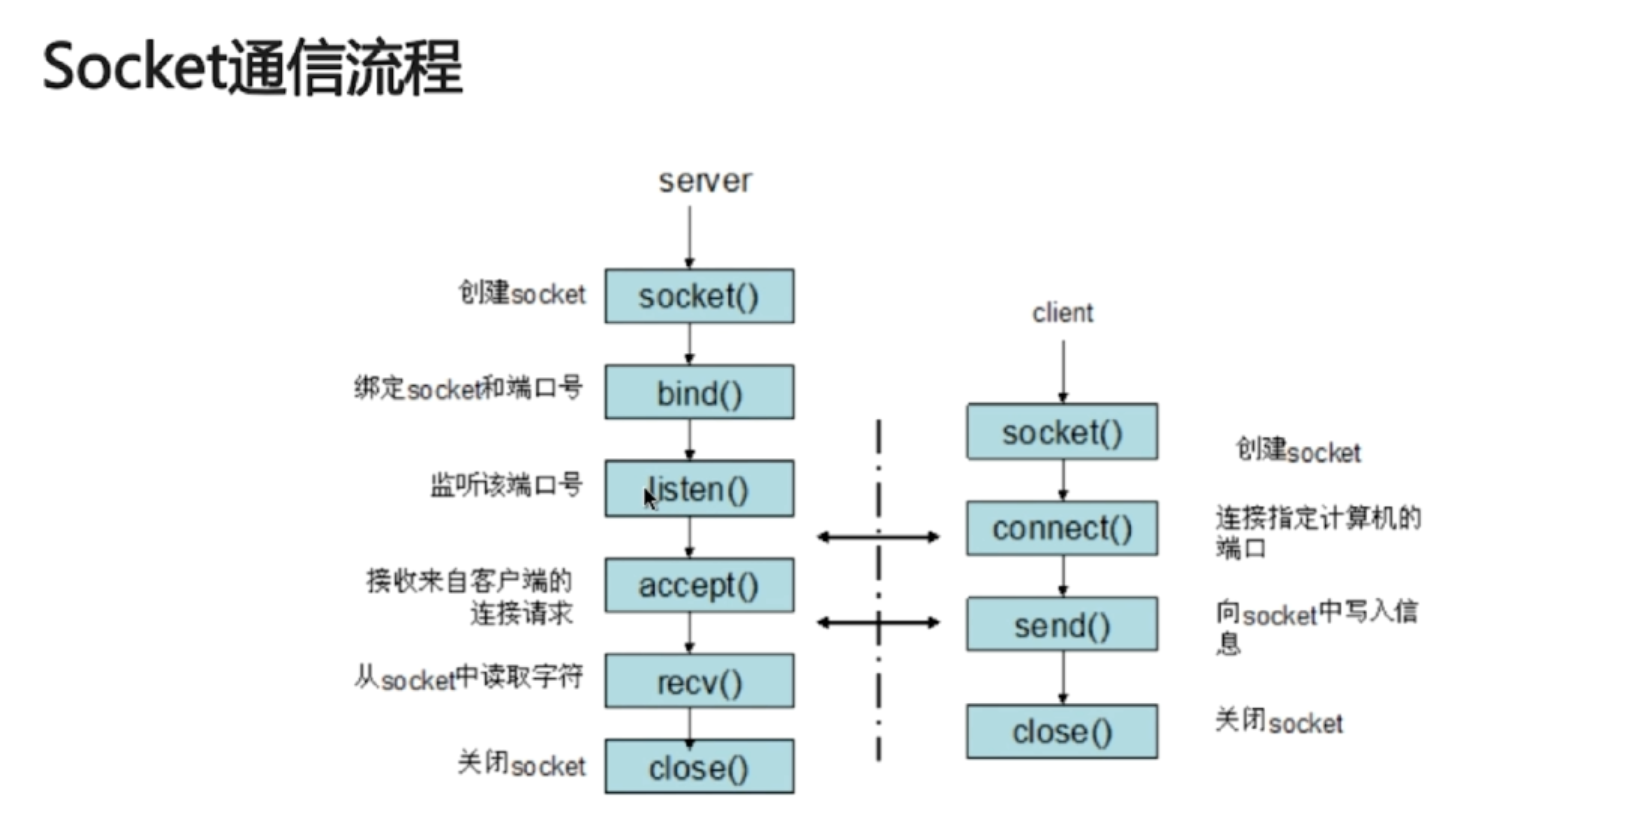 Socket通信流程
server
创建socket
socket()
绑定socket和端口号
bind()
监听该端口号
listen()
接收来自客户端的
连接请求
accept()
从socket中读取字符
recv()
关闭socket
close()
client
socket()
创建socket
connect()
连接指定计算机的
端口
send()
向socket中写入信
息
close()
关闭socket